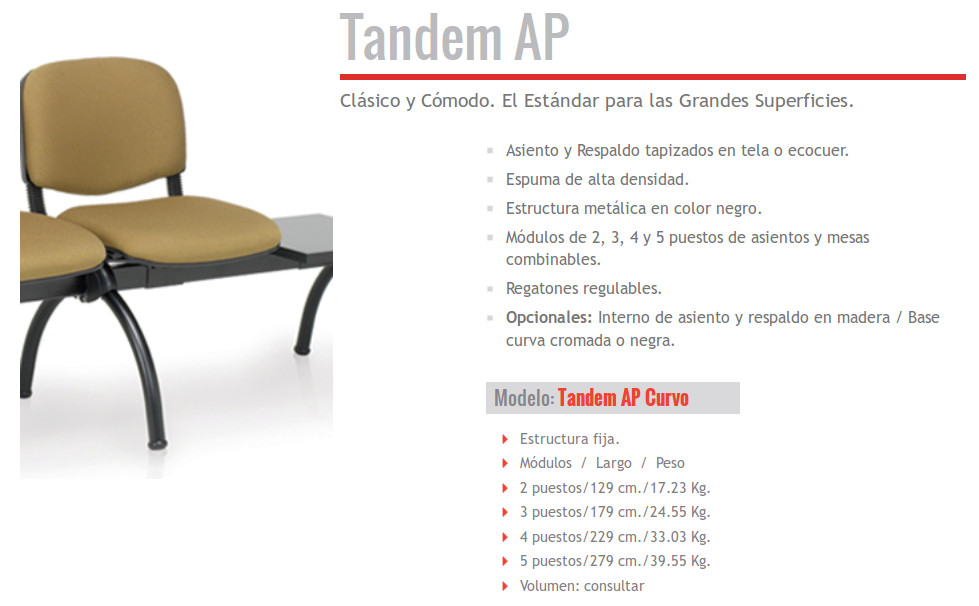 Tandem AP
Clásico y Cómodo. El Estándar para las Grandes Superficies.
Asiento y Respaldo tapizados en tela o ecocuer.
Espuma de alta densidad.
Estructura metálica en color negro.
Módulos de 2, 3, 4 y 5 puestos de asientos y mesas
combinables.
Regatones regulables.
Opcionales: Interno de asiento y respaldo en madera / Base
curva cromada o negra.
Modelo: Tandem AP Curvo
Estructura fija.
Módulos / Largo / Peso
2 puestos/129 cm./17.23 Kg.
3 puestos/179 cm./24.55 Kg.
4 puestos/229 cm./33.03 Kg.
5 puestos/279 cm./39.55 Kg.
Volumen: consultar